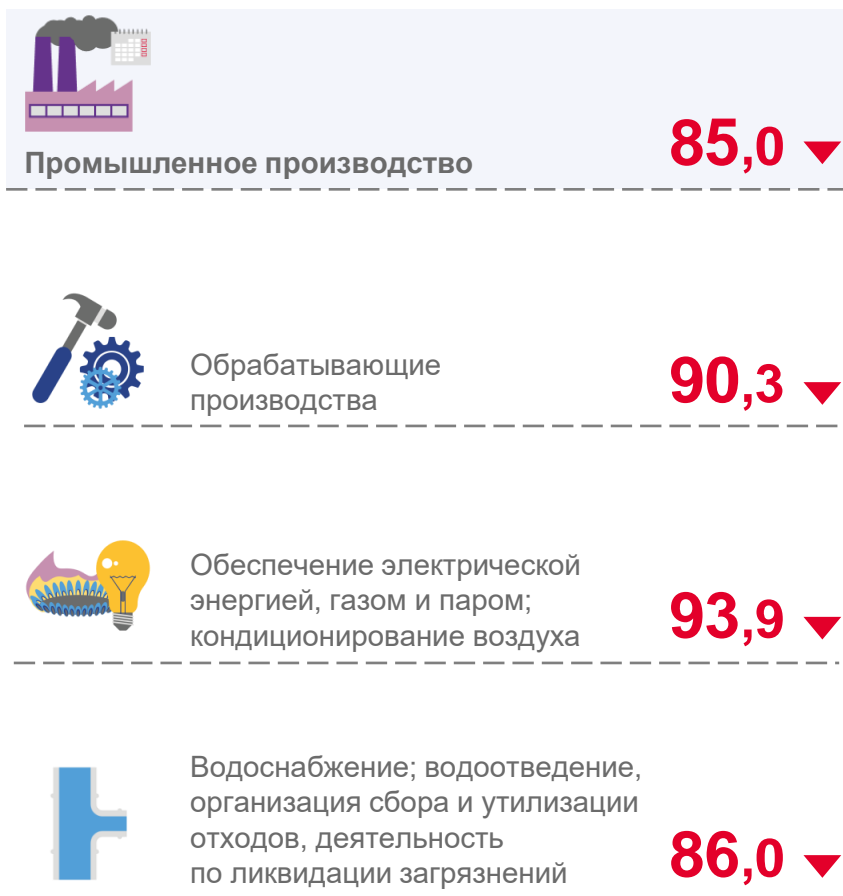 Промышленное производство
85,0
Обрабатывающие
производства
90,3
Обеспечение электрической
энергией, газом и паром;
кондиционирование воздуха
93,9
Водоснабжение; водоотведение,
организация сбора и утилизации
отходов, деятельность
по ликвидации загрязнений
86,0